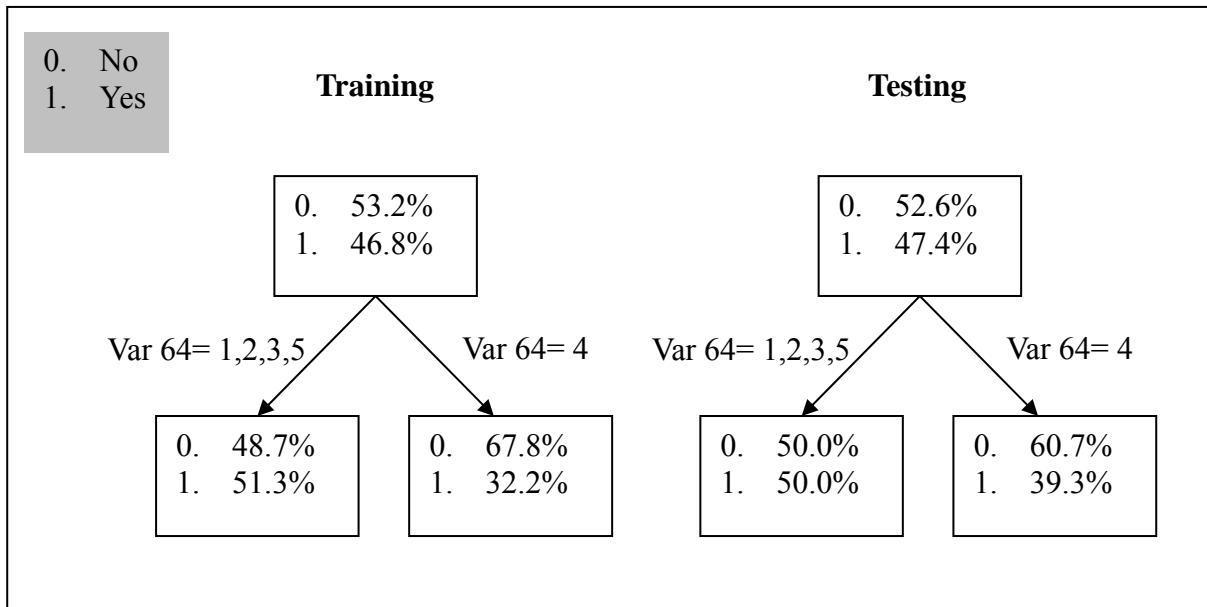 0. No
1. Yes
Training
Testing
0. 53.2%
1. 46.8%
0. 52.6%
1. 47.4%
Var 64= 1,2,3,5
Var 64= 4
Var 64= 1,2,3,5
Var 64= 4
0. 48.7%
1. 51.3%
0. 67.8%
1. 32.2%
0. 50.0%
1. 50.0%
0. 60.7%
1. 39.3%